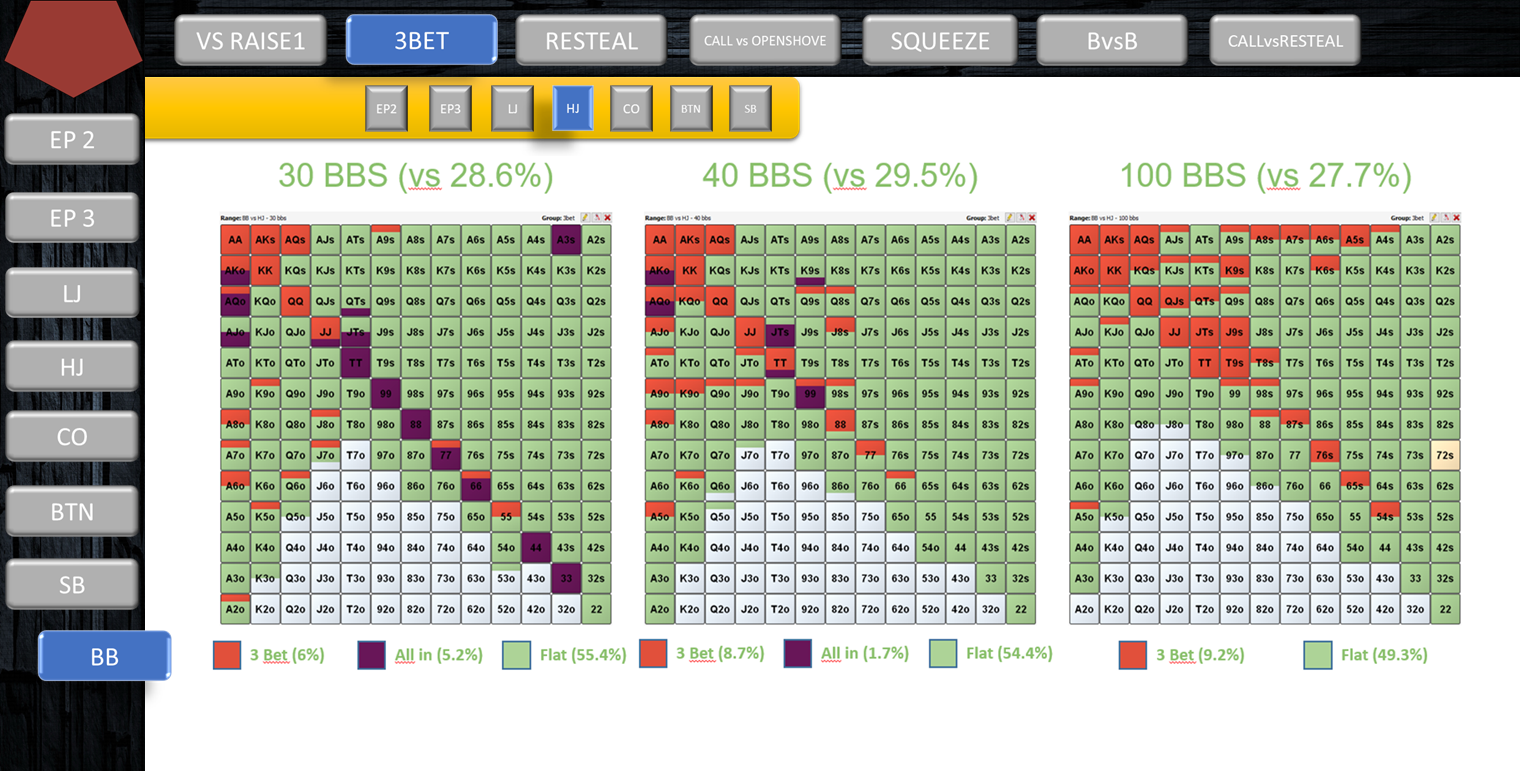 VS RAISE1 3BET RESTEAL CALL vs OPENSHOVE SQUEEZE BvsB CALLvsRESTEAL
EP2 EP3 LJ HJ CO BTN SB
EP 2
EP 3
LJ
HJ
CO
BTN
SB
BB
30 BBS (vs 28.6%)
Range: BB vs HJ - 30 bbs Group: 3bet
AA AKs AQs AJs ATs A9s A8s A7s A6s A5s A4s A3s A2s
AKo KK KQs KJs KTs K9s K8s K7s K6s K5s K4s K3s K2s
AQo KQo QQ QJs QTs Q9s Q8s Q7s Q6s Q5s Q4s Q3s Q2s
AJo KJo QJo JJ JTs J9s J8s J7s J6s J5s J4s J3s J2s
ATo KTo QTo JTo TT T9s T8s T7s T6s T5s T4s T3s T2s
A9o K9o Q9o J9o T9o 99 98s 97s 96s 95s 94s 93s 92s
A8o K8o Q8o J8o T8o 98o 88 87s 86s 85s 84s 83s 82s
A7o K7o Q7o J7o T7o 97o 87o 77 76s 75s 74s 73s 72s
A6o K6o Q6o J6o T6o 96o 86o 76o 66 65s 64s 63s 62s
A5o K5o Q5o J5o T5o 95o 85o 75o 65o 55 54s 53s 52s
A4o K4o Q4o J4o T4o 94o 84o 74o 64o 54o 44 43s 42s
A3o K3o Q3o J3o T3o 93o 83o 73o 63o 53o 43o 33 32s
A2o K2o Q2o J2o T2o 92o 82o 72o 62o 52o 42o 32o 22
3 Bet (6%) All in (5.2%) Flat (55.4%)
40 BBS (vs 29.5%)
Range: BB vs HJ - 40 bbs Group: 3bet
AA AKs AQs AJs ATs A9s A8s A7s A6s A5s A4s A3s A2s
AKo KK KQs KJs KTs K9s K8s K7s K6s K5s K4s K3s K2s
AQo KQo QQ QJs QTs Q9s Q8s Q7s Q6s Q5s Q4s Q3s Q2s
AJo KJo QJo JJ JTs J9s J8s J7s J6s J5s J4s J3s J2s
ATo KTo QTo JTo TT T9s T8s T7s T6s T5s T4s T3s T2s
A9o K9o Q9o J9o T9o 99 98s 97s 96s 95s 94s 93s 92s
A8o K8o Q8o J8o T8o 98o 88 87s 86s 85s 84s 83s 82s
A7o K7o Q7o J7o T7o 97o 87o 77 76s 75s 74s 73s 72s
A6o K6o Q6o J6o T6o 96o 86o 76o 66 65s 64s 63s 62s
A5o K5o Q5o J5o T5o 95o 85o 75o 65o 55 54s 53s 52s
A4o K4o Q4o J4o T4o 94o 84o 74o 64o 54o 44 43s 42s
A3o K3o Q3o J3o T3o 93o 83o 73o 63o 53o 43o 33 32s
A2o K2o Q2o J2o T2o 92o 82o 72o 62o 52o 42o 32o 22
3 Bet (8.7%) All in (1.7%) Flat (54.4%)
100 BBS (vs 27.7%)
Range: BB vs HJ - 100 bbs Group: 3bet
AA AKs AQs AJs ATs A9s A8s A7s A6s A5s A4s A3s A2s
AKo KK KQs KJs KTs K9s K8s K7s K6s K5s K4s K3s K2s
AQo KQo QQ QJs QTs Q9s Q8s Q7s Q6s Q5s Q4s Q3s Q2s
AJo KJo QJo JJ JTs J9s J8s J7s J6s J5s J4s J3s J2s
ATo KTo QTo JTo TT T9s T8s T7s T6s T5s T4s T3s T2s
A9o K9o Q9o J9o T9o 99 98s 97s 96s 95s 94s 93s 92s
A8o K8o Q8o J8o T8o 98o 88 87s 86s 85s 84s 83s 82s
A7o K7o Q7o J7o T7o 97o 87o 77 76s 75s 74s 73s 72s
A6o K6o Q6o J6o T6o 96o 86o 76o 66 65s 64s 63s 62s
A5o K5o Q5o J5o T5o 95o 85o 75o 65o 55 54s 53s 52s
A4o K4o Q4o J4o T4o 94o 84o 74o 64o 54o 44 43s 42s
A3o K3o Q3o J3o T3o 93o 83o 73o 63o 53o 43o 33 32s
A2o K2o Q2o J2o T2o 92o 82o 72o 62o 52o 42o 32o 22
3 Bet (9.2%) Flat (49.3%)